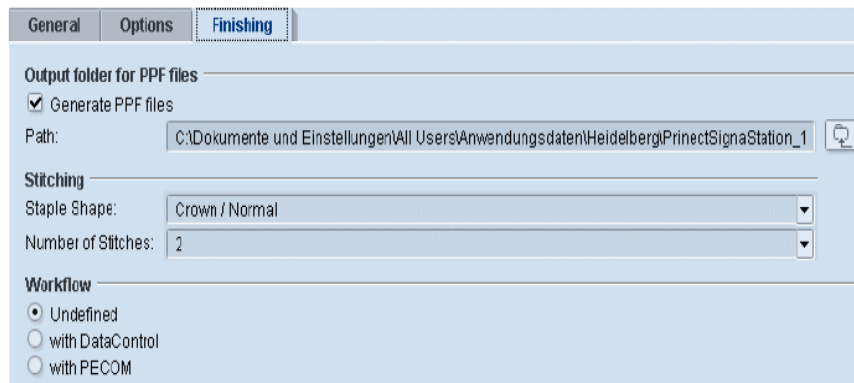 General Options Finishing
Output folder for PPF files
Generate PPF files
Path: C:\Dokumente und Einstellungen\All Users\Anwendungsdaten\Heidelberg\PrinectSignaStation_1
Stitching
Staple Shape: Crown / Normal
Number of Stitches: 2
Workflow
Undefined
with DataControl
with PECOM